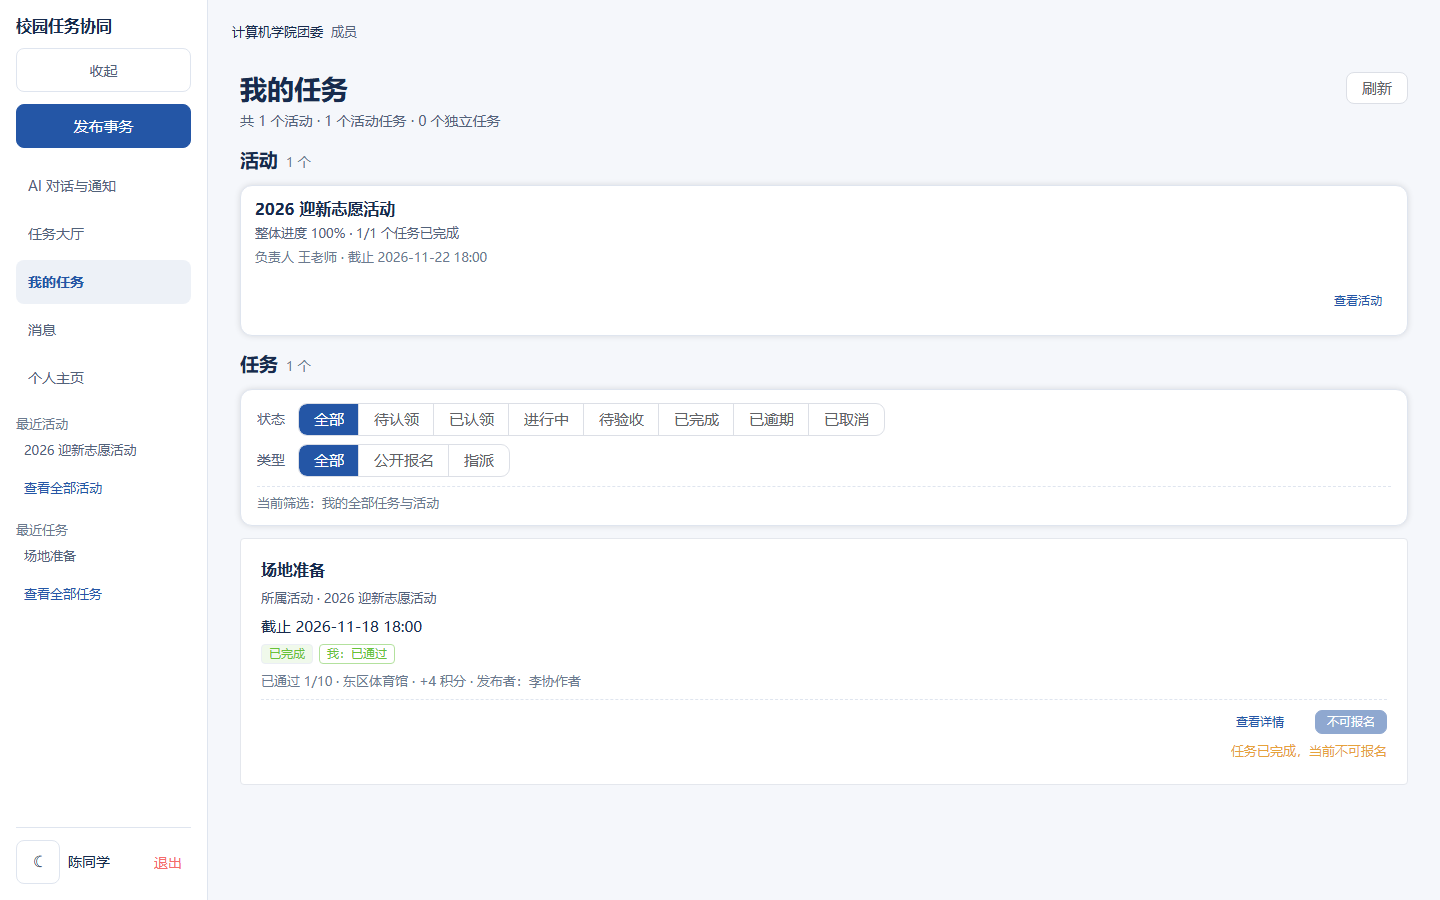 校园任务协同
收起
发布事务
AI 对话与通知
任务大厅
我的任务
消息
个人主页
最近活动
2026 迎新志愿活动
查看全部活动
最近任务
场地准备
查看全部任务
陈同学
退出
计算机学院团委 成员
我的任务
刷新
共 1 个活动 · 1 个活动任务 · 0 个独立任务
活动 1 个
2026 迎新志愿活动
整体进度 100% · 1/1 个任务已完成
负责人 王老师 · 截止 2026-11-22 18:00
查看活动
任务 1 个
状态 全部 待认领 已认领 进行中 待验收 已完成 已逾期 已取消
类型 全部 公开报名 指派
当前筛选：我的全部任务与活动
场地准备
所属活动 · 2026 迎新志愿活动
截止 2026-11-18 18:00
已完成 我：已通过
已通过 1/10 · 东区体育馆 · +4 积分 · 发布者：李协作者
查看详情 不可报名
任务已完成，当前不可报名